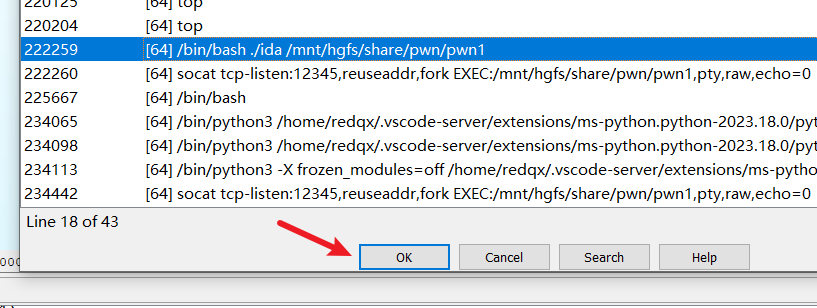 220125 [64] top
220204 [64] top
222259 [64] /bin/bash ./ida /mnt/hgfs/share/pwn/pwn1
222260 [64] socat tcp-listen:12345,reuseaddr,fork EXEC:/mnt/hgfs/share/pwn/pwn1,pty,raw,echo=0
225667 [64] /bin/bash
234065 [64] /bin/python3 /home/redqx/.vscode-server/extensions/ms-python.python-2023.18.0/pyt
234098 [64] /bin/python3 /home/redqx/.vscode-server/extensions/ms-python.python-2023.18.0/pyt
234113 [64] /bin/python3 -X frozen_modules=off /home/redqx/.vscode-server/extensions/ms-pytho
234442 [64] socat tcp-listen:12345,reuseaddr,fork EXEC:/mnt/hgfs/share/pwn/pwn1,pty,raw,echo=0
Line 18 of 43
OK Cancel Search Help